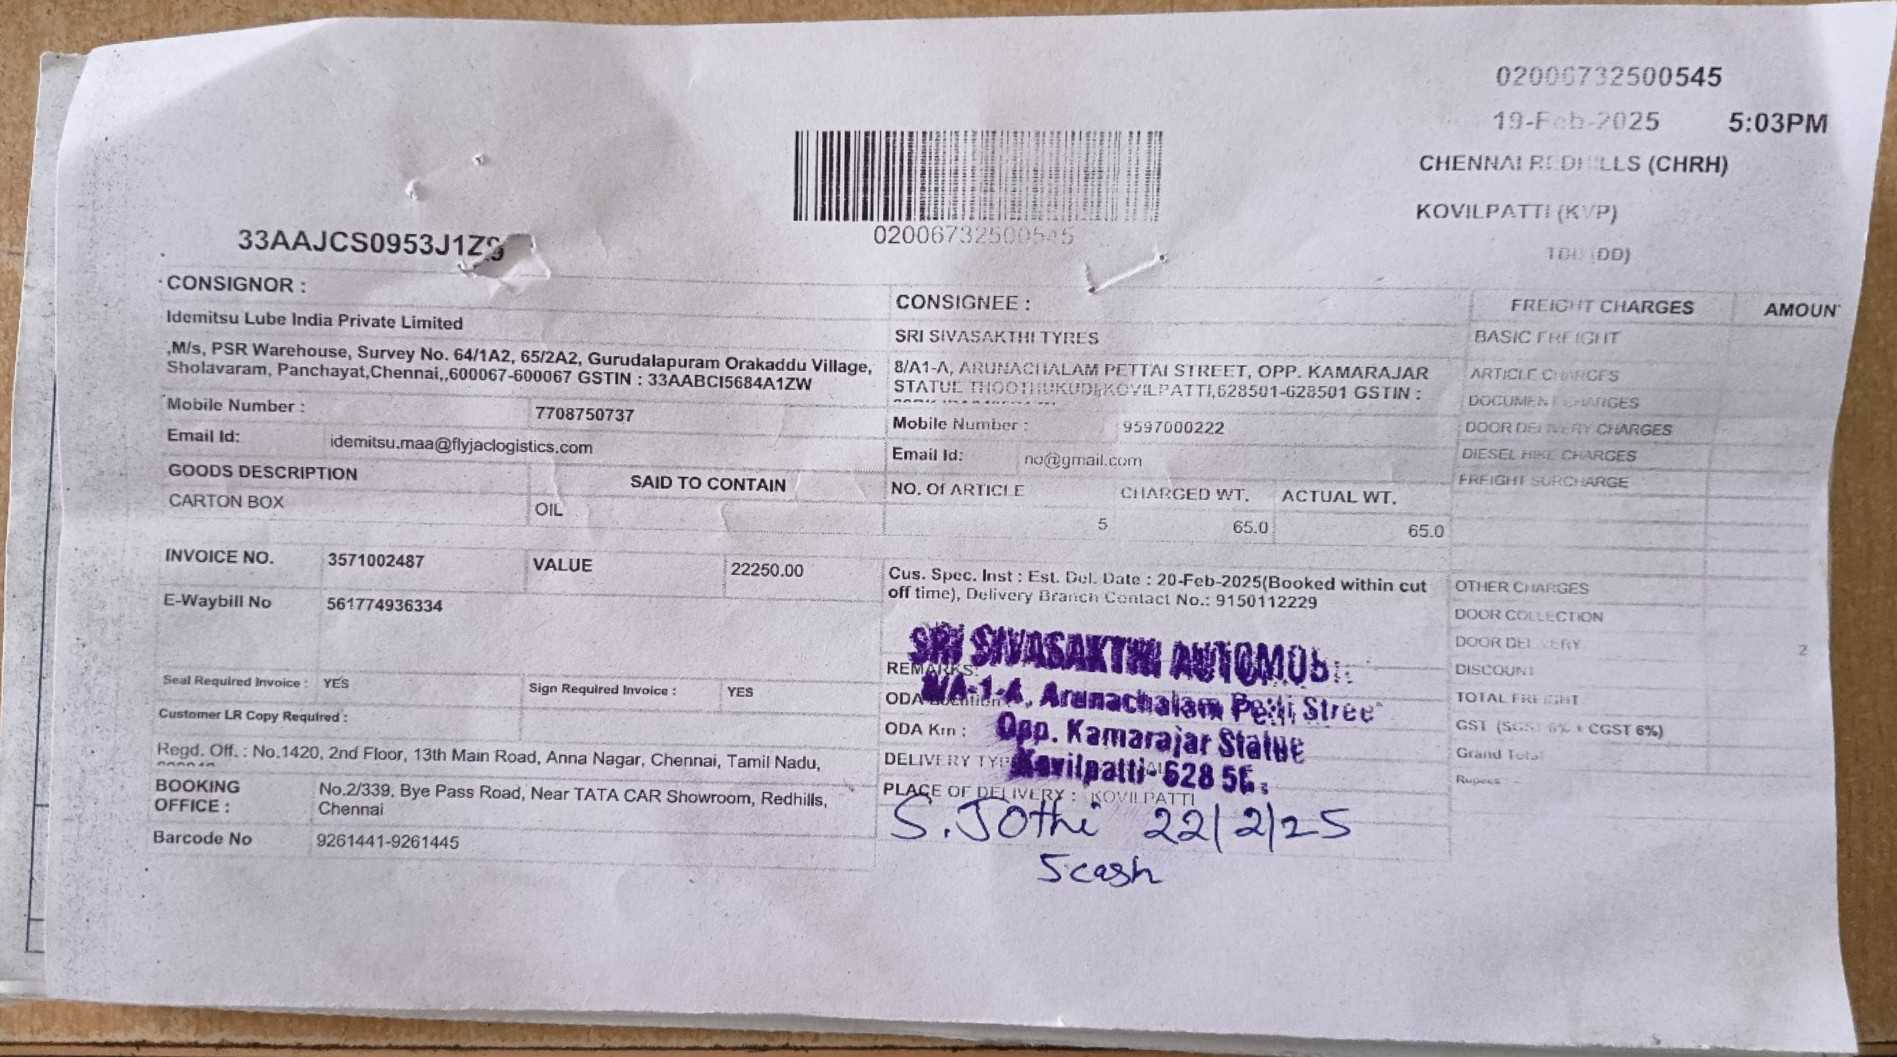 02006732500545
19-Feb-2025 5:03PM
CHENNAI REDHILLS (CHRH)
KOVILPATTI (KVP)
(DD)
02006732500545
33AAJCS0953J1Z9
CONSIGNOR :
Idemitsu Lube India Private Limited
,M/s, PSR Warehouse, Survey No. 64/1A2, 65/2A2, Gurudalapuram Orakaddu Village,
Sholavaram, Panchayat,Chennai,,600067-600067 GSTIN : 33AABCI5684A1ZW
Mobile Number : 7708750737
Email Id: idemitsu.maa@flyjaclogistics.com
GOODS DESCRIPTION SAID TO CONTAIN
CARTON BOX OIL
INVOICE NO. 3571002487 VALUE 22250.00
E-Waybill No 561774936334
Seal Required Invoice : YES Sign Required Invoice : YES
Customer LR Copy Required :
Regd. Off. : No.1420, 2nd Floor, 13th Main Road, Anna Nagar, Chennai, Tamil Nadu,
BOOKING OFFICE : No.2/339, Bye Pass Road, Near TATA CAR Showroom, Redhills,
Chennai
Barcode No 9261441-9261445
CONSIGNEE :
SRI SIVASAKTHI TYRES
8/A1-A, ARUNACHALAM PETTAI STREET, OPP. KAMARAJAR
STATUE THOOTHUKUDI,KOVILPATTI,628501-628501 GSTIN :
Mobile Number : 9597000222
Email Id: no@gmail.com
NO. Of ARTICLE CHARGED WT. ACTUAL WT.
5 65.0 65.0
Cus. Spec. Inst : Est. Del. Date : 20-Feb-2025(Booked within cut
off time), Delivery Branch Contact No.: 9150112229
REMARKS:
ODA Location
ODA Km :
DELIVERY TYPE
PLACE OF DELIVERY : KOVILPATTI
SRI SIVASAKTHI AUTOMOB
8/A-1-A, Arunachalam Petti Street
Opp. Kamarajar Statue
Kovilpatti- 628 50
S. Jothi 22/2/25
5 cash
FREIGHT CHARGES AMOUN
BASIC FREIGHT
ARTICLE CHARGES
DOCUMENT CHARGES
DOOR DELIVERY CHARGES
DIESEL HIKE CHARGES
FREIGHT SURCHARGE
OTHER CHARGES
DOOR COLLECTION
DOOR DELIVERY 2
DISCOUNT
TOTAL FREIGHT
GST (SGST 6% + CGST 6%)
Grand Total
Rupees